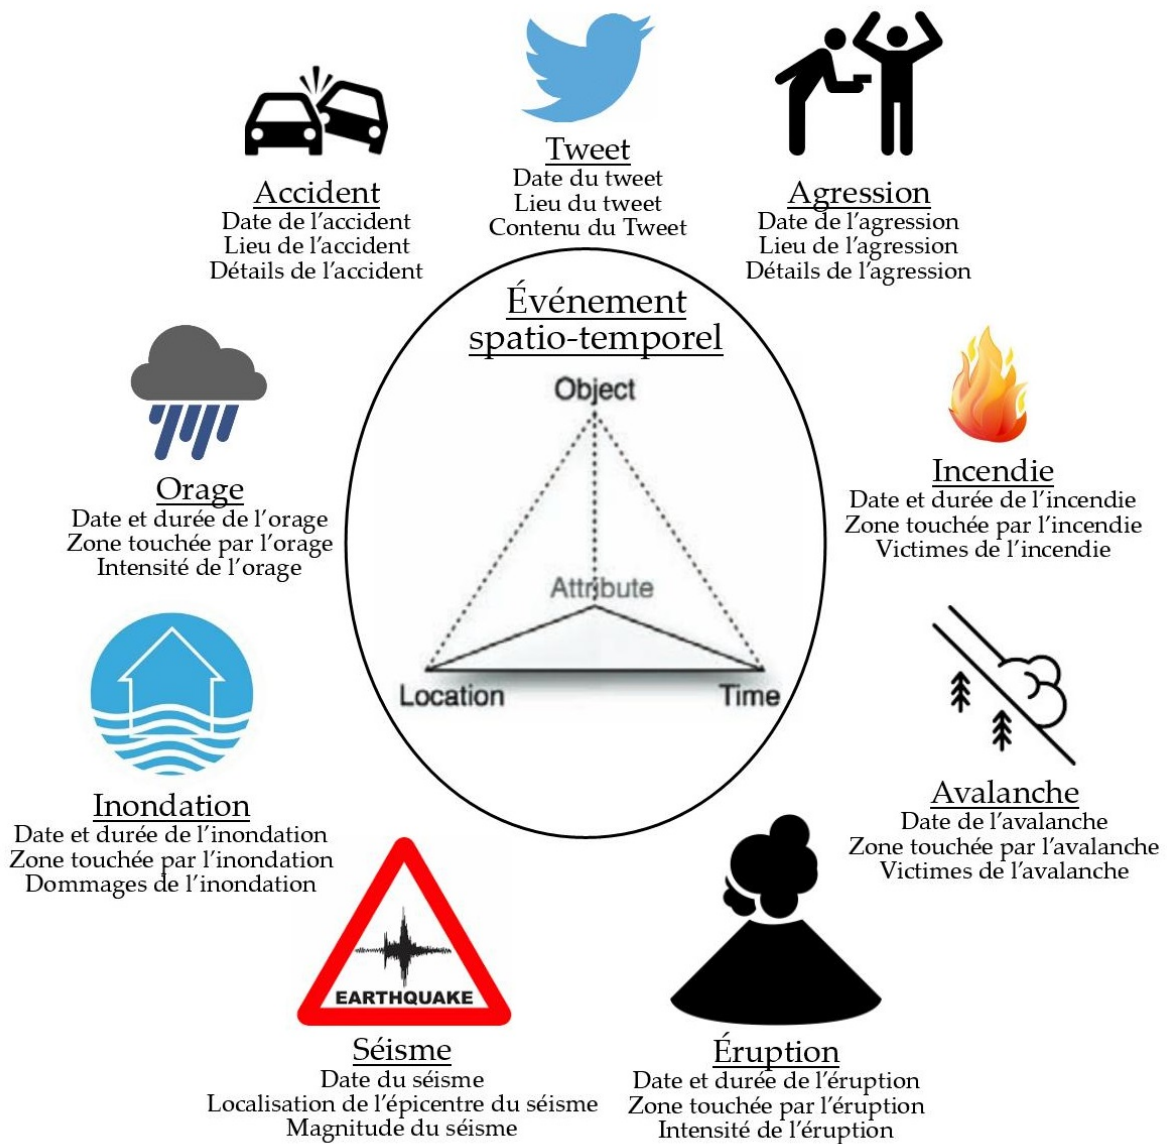 Tweet
Date du tweet
Lieu du tweet
Contenu du Tweet
Accident
Date de l'accident
Lieu de l'accident
Détails de l'accident
Agression
Date de l'agression
Lieu de l'agression
Détails de l'agression
Événement
spatio-temporel
Object
Attribute
Location
Time
Orage
Date et durée de l'orage
Zone touchée par l'orage
Intensité de l'orage
Incendie
Date et durée de l'incendie
Zone touchée par l'incendie
Victimes de l'incendie
Inondation
Date et durée de l'inondation
Zone touchée par l'inondation
Dommages de l'inondation
Avalanche
Date de l'avalanche
Zone touchée par l'avalanche
Victimes de l'avalanche
EARTHQUAKE
Séisme
Date du séisme
Localisation de l'épicentre du séisme
Magnitude du séisme
Éruption
Date et durée de l'éruption
Zone touchée par l'éruption
Intensité de l'éruption